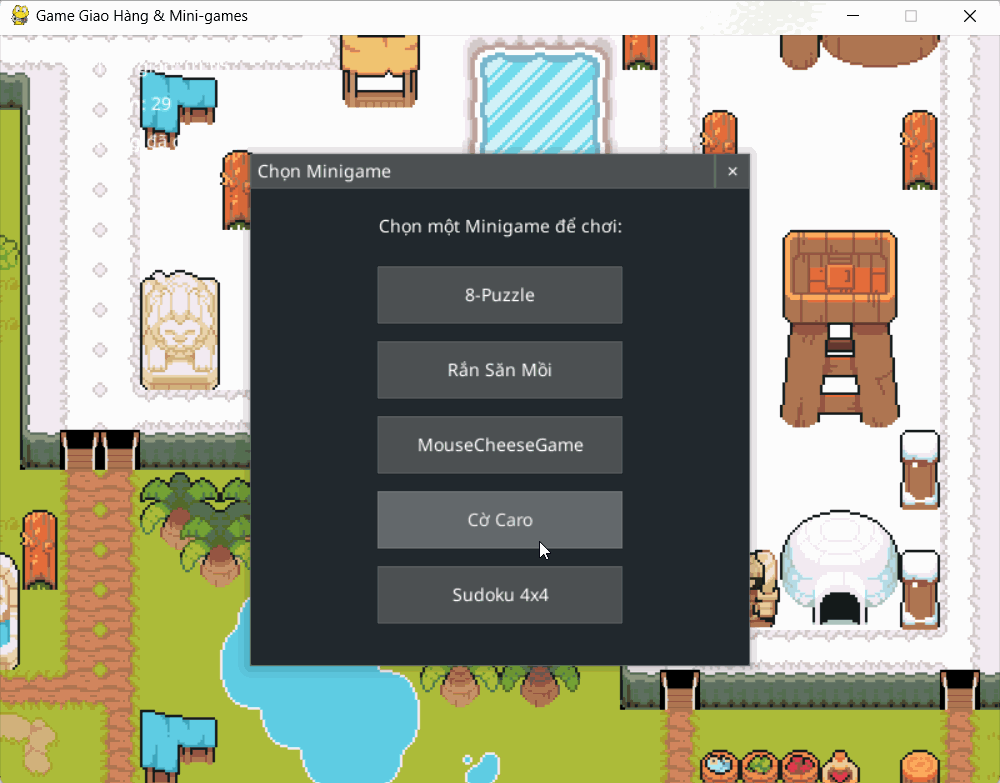 Game Giao Hàng & Mini-games
: 29
Chọn Minigame
×
Chọn một Minigame để chơi:
8-Puzzle
Rắn Săn Mồi
MouseCheeseGame
Cờ Caro
Sudoku 4x4